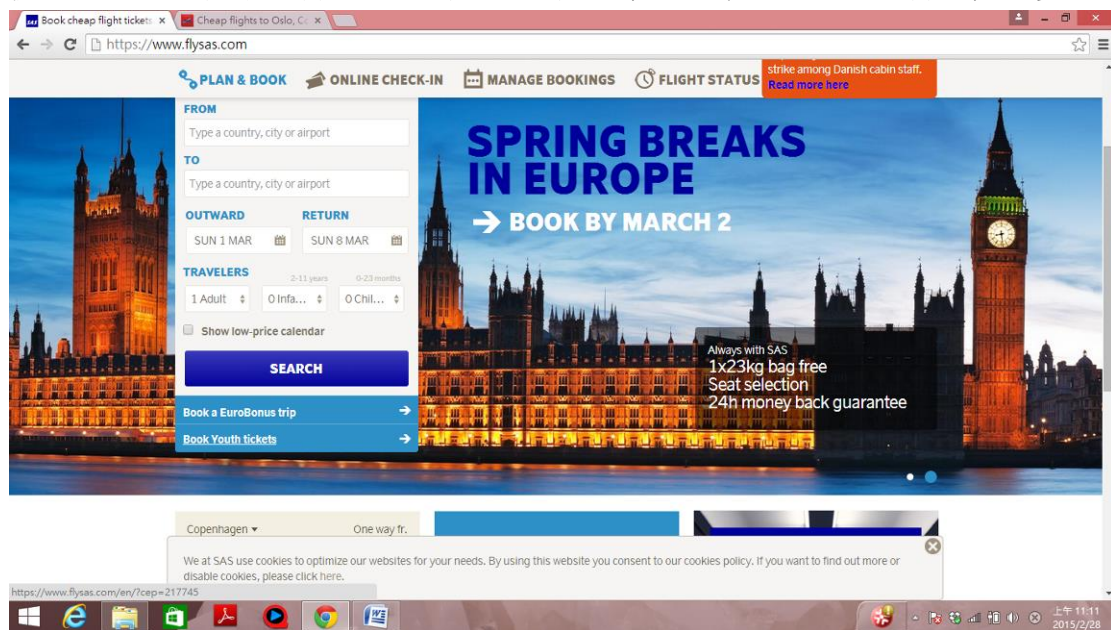 Book cheap flight tickets
Cheap flights to Oslo, Co
https://www.flysas.com
PLAN & BOOK
ONLINE CHECK-IN
MANAGE BOOKINGS
FLIGHT STATUS
strike among Danish cabin staff.
Read more here
FROM
Type a country, city or airport
TO
Type a country, city or airport
OUTWARD RETURN
SUN 1 MAR SUN 8 MAR
TRAVELERS 2-11 years 0-23 months
1 Adult 0 Infa... 0 Chil...
Show low-price calendar
SEARCH
Book a EuroBonus trip
Book Youth tickets
SPRING BREAKS
IN EUROPE
BOOK BY MARCH 2
Always with SAS
1x23kg bag free
Seat selection
24h money back guarantee
Copenhagen One way fr.
We at SAS use cookies to optimize our websites for your needs. By using this website you consent to our cookies policy. If you want to find out more or
disable cookies, please click here.
https://www.flysas.com/en/?cep=217745
上午 11:11
2015/2/28